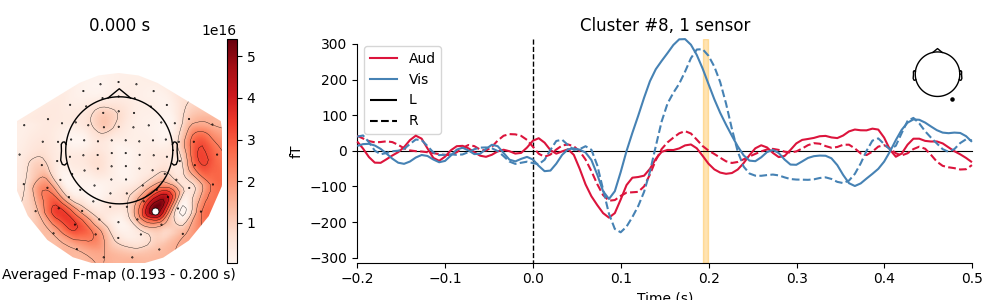 0.000 s
1e16
5
4
3
2
1
Averaged F-map (0.193 - 0.200 s)
Cluster #8, 1 sensor
Aud
Vis
L
R
fT
300
200
100
0
−100
−200
−300
−0.2
−0.1
0.0
0.1
0.2
0.3
0.4
0.5
Time (s)